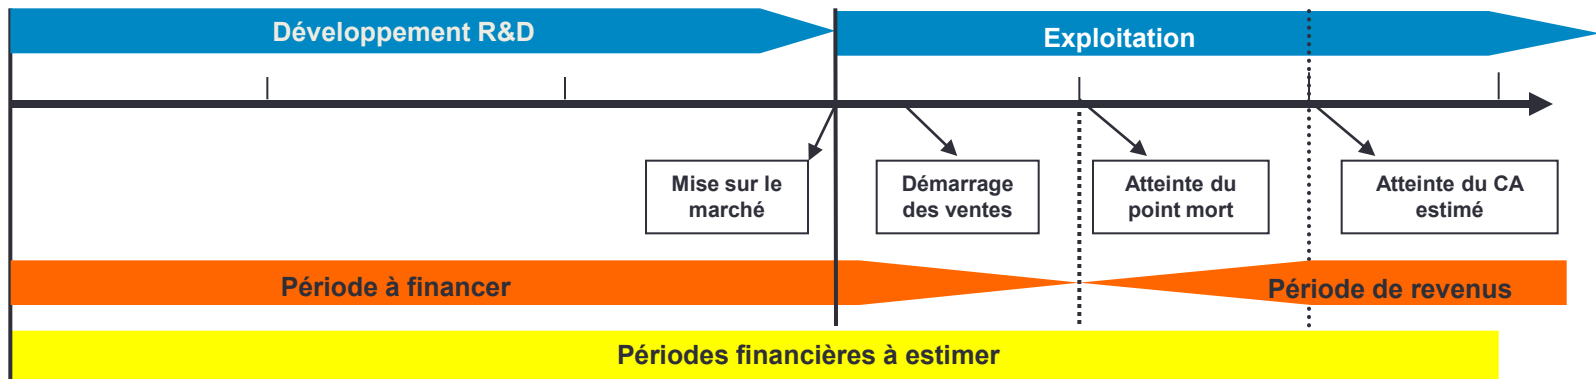 Développement R&D
Exploitation
Mise sur le
marché
Démarrage
des ventes
Atteinte du
point mort
Atteinte du CA
estimé
Période à financer
Période de revenus
Périodes financières à estimer